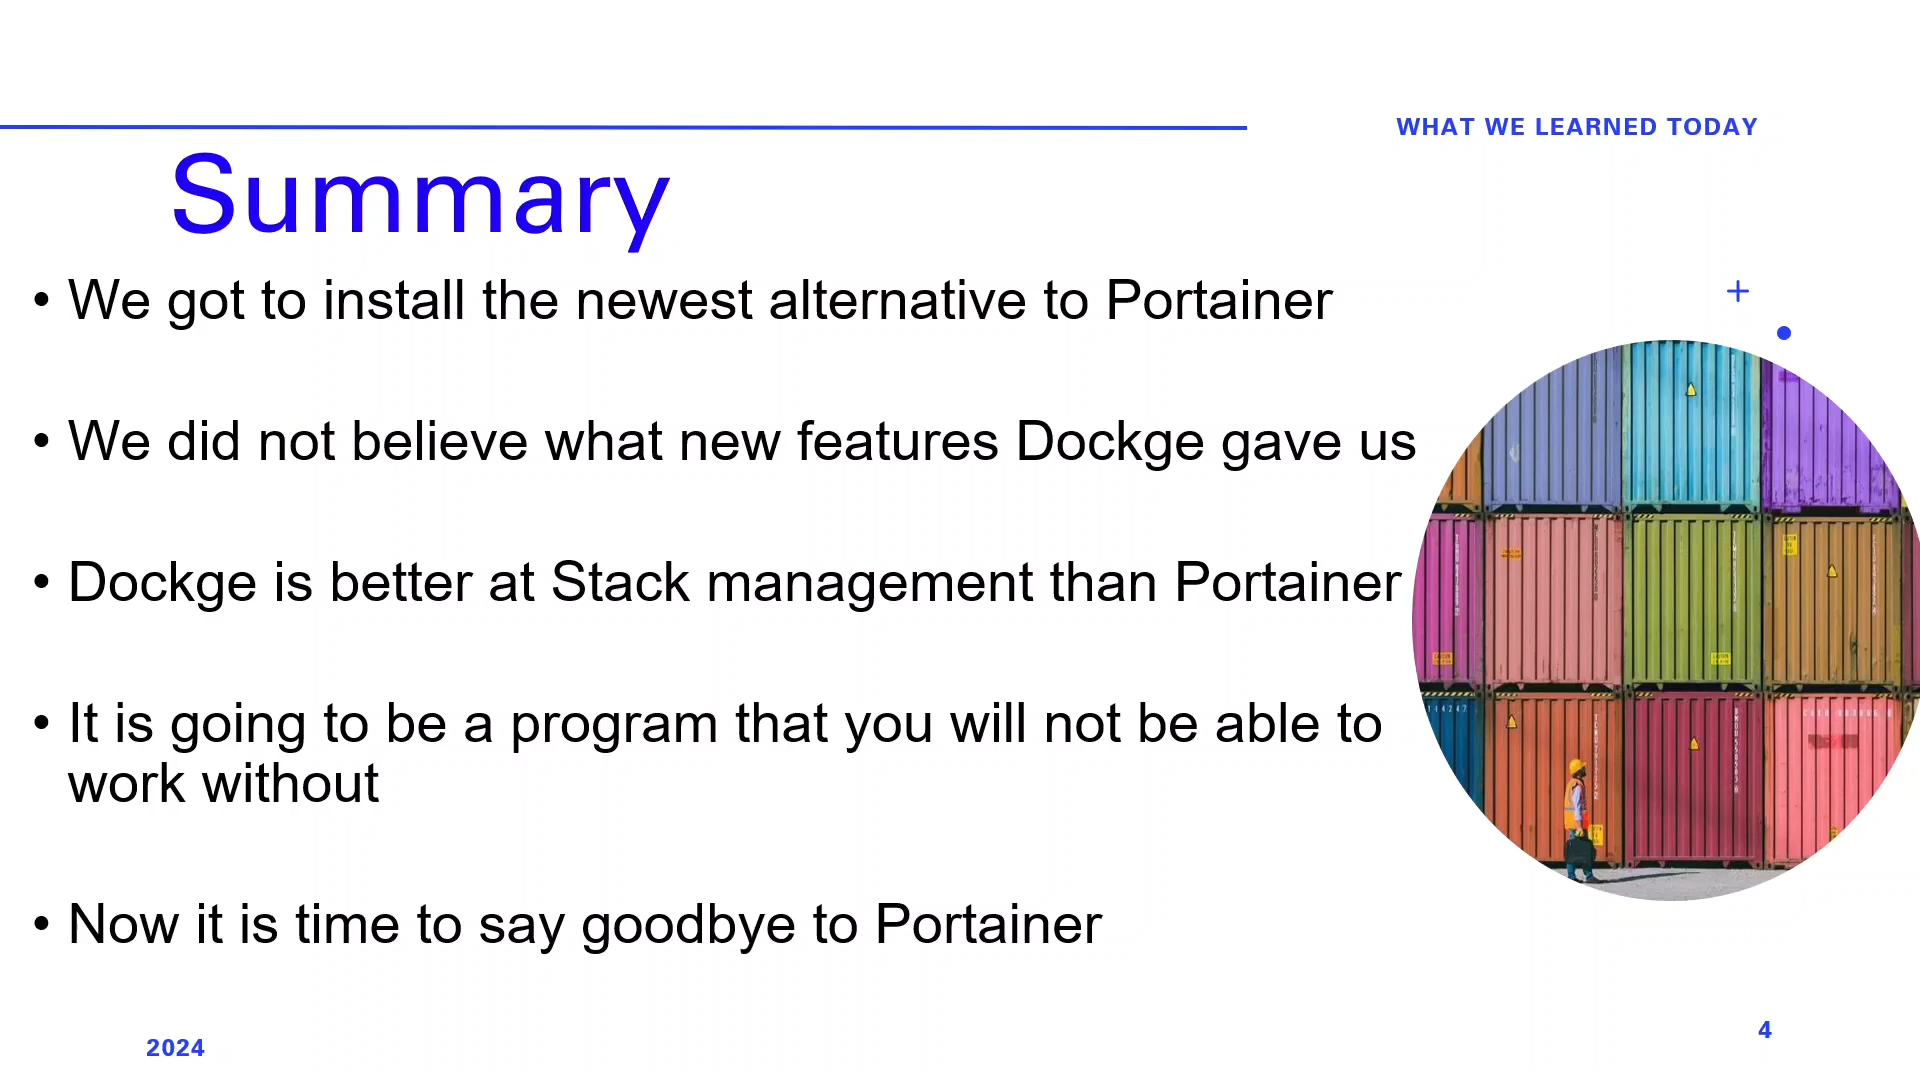 WHAT WE LEARNED TODAY
Summary
• We got to install the newest alternative to Portainer
• We did not believe what new features Dockge gave us
• Dockge is better at Stack management than Portainer
• It is going to be a program that you will not be able to
work without
• Now it is time to say goodbye to Portainer
2024
4